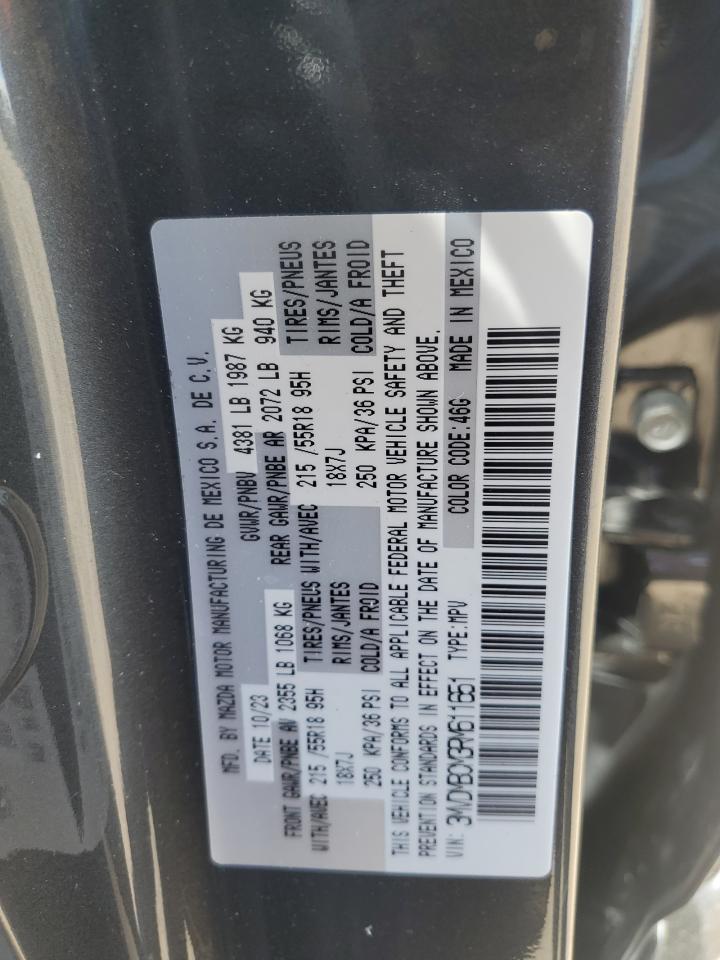 MFD. BY MAZDA MOTOR MANUFACTURING DE MEXICO S.A. DE C.V.
DATE 10/23 GVWR/PNBV 4381 LB 1987 KG
FRONT GAWR/PNBE AV 2355 LB 1068 KG REAR GAWR/PNBE AR 2072 LB 940 KG
WITH/AVEC 215 /55R18 95H TIRES/PNEUS WITH/AVEC 215 /55R18 95H TIRES/PNEUS
18X7J RIMS/JANTES 18X7J RIMS/JANTES
250 KPA/36 PSI COLD/A FROID 250 KPA/36 PSI COLD/A FROID
THIS VEHICLE CONFORMS TO ALL APPLICABLE FEDERAL MOTOR VEHICLE SAFETY AND THEFT
PREVENTION STANDARDS IN EFFECT ON THE DATE OF MANUFACTURE SHOWN ABOVE.
VIN: 3MVDMBCM3RM611651 TYPE:MPV COLOR CODE:46G MADE IN MEXICO